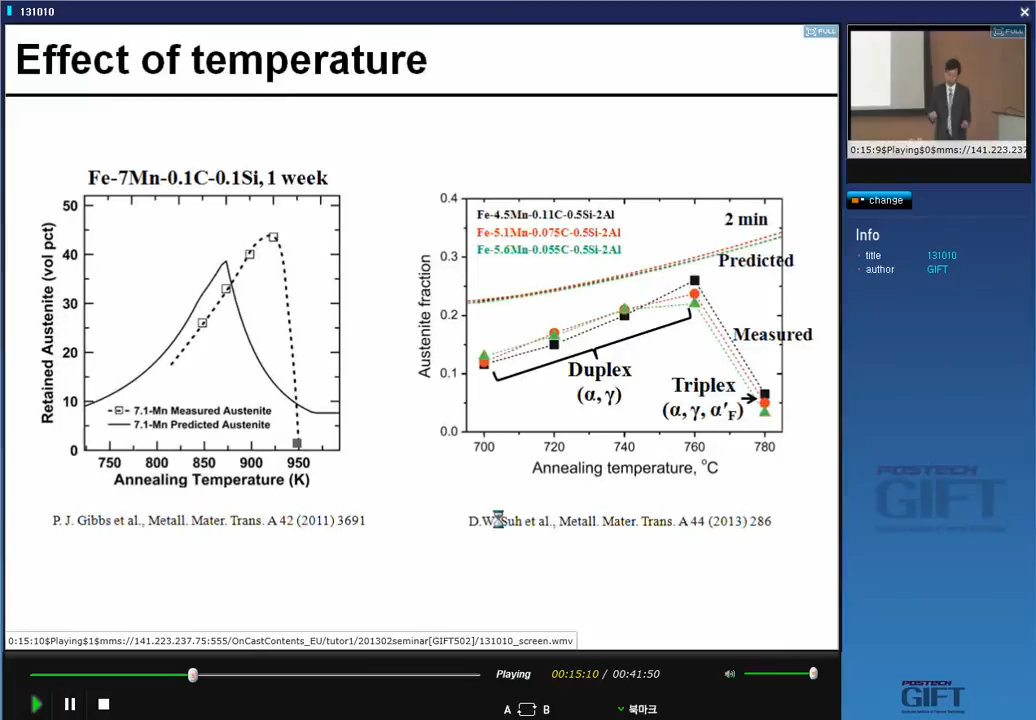 131010
Effect of temperature
FULL
FULL
0:15:9$Playing$0$mms://141.223.237
change
Info
title 131010
author GIFT
Fe-7Mn-0.1C-0.1Si, 1 week
Retained Austenite (vol pct)
50
40
30
20
10
0
7.1-Mn Measured Austenite
7.1-Mn Predicted Austenite
750 800 850 900 950
Annealing Temperature (K)
P. J. Gibbs et al., Metall. Mater. Trans. A 42 (2011) 3691
Austenite fraction
0.4
0.3
0.2
0.1
0.0
Fe-4.5Mn-0.11C-0.5Si-2Al
Fe-5.1Mn-0.075C-0.5Si-2Al
Fe-5.6Mn-0.055C-0.5Si-2Al
2 min
Predicted
Measured
Duplex
(α, γ)
Triplex
(α, γ, α′F)
700 720 740 760 780
Annealing temperature, °C
D.W. Suh et al., Metall. Mater. Trans. A 44 (2013) 286
POSTECH
GIFT
0:15:10$Playing$1$mms://141.223.237.75:555/OnCastContents_EU/tutor1/201302seminar[GIFT502]/131010_screen.wmv
Playing 00:15:10 / 00:41:50
A B 북마크
POSTECH
GIFT